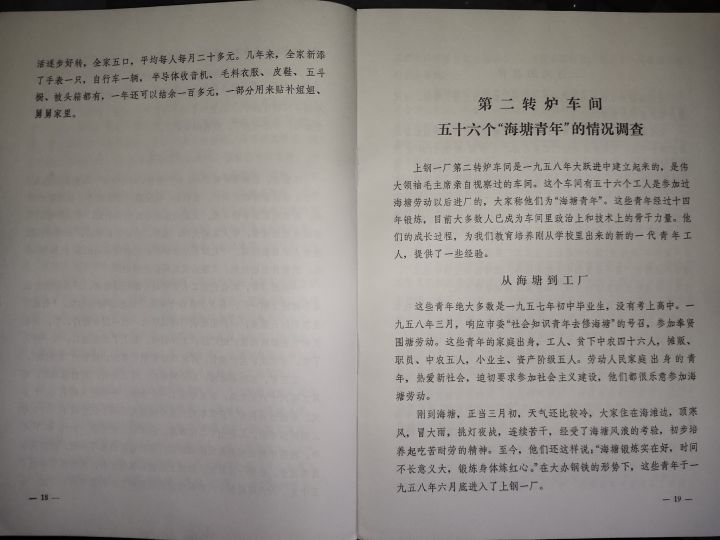 活逐步好转，全家五口，平均每人每月二十多元。几年来，全家新添
了手表一只，自行车一辆，半导体收音机、毛料衣服、皮鞋、五斗
橱、被头箱都有，一年还可以结余一百多元，一部分用来贴补姐姐、
舅舅家里。
— 18 —
第二转炉车间
五十六个“海塘青年”的情况调查
上钢一厂第二转炉车间是一九五八年大跃进中建立起来的，是伟
大领袖毛主席亲自视察过的车间。这个车间有五十六个工人是参加过
海塘劳动以后进厂的，大家称他们为“海塘青年”。这些青年经过十四
年锻炼，目前大多数人已成为车间里政治上和技术上的骨干力量。他
们的成长过程，为我们教育培养刚从学校里出来的新的一代青年工
人，提供了一些经验。
从海塘到工厂
这些青年绝大多数是一九五七年初中毕业生，没有考上高中。一
九五八年三月，响应市委“社会知识青年去修海塘”的号召，参加奉贤
围塘劳动。这些青年的家庭出身，工人、贫下中农四十六人，摊贩、
职员、中农五人，小业主、资产阶级五人。劳动人民家庭出身的青
年，热爱新社会，迫切要求参加社会主义建设，他们都很乐意参加海
塘劳动。
刚到海塘，正当三月初，天气还比较冷，大家住在海滩边，顶寒
风，冒大雨，挑灯夜战，连续苦干，经受了海塘风浪的考验，初步培
养起吃苦耐劳的精神。至今，他们还这样说：“海塘锻炼实在好，时间
不长意义大，锻炼身体炼红心。”在大办钢铁的形势下，这些青年于一
九五八年六月底进入了上钢一厂。
— 19 —